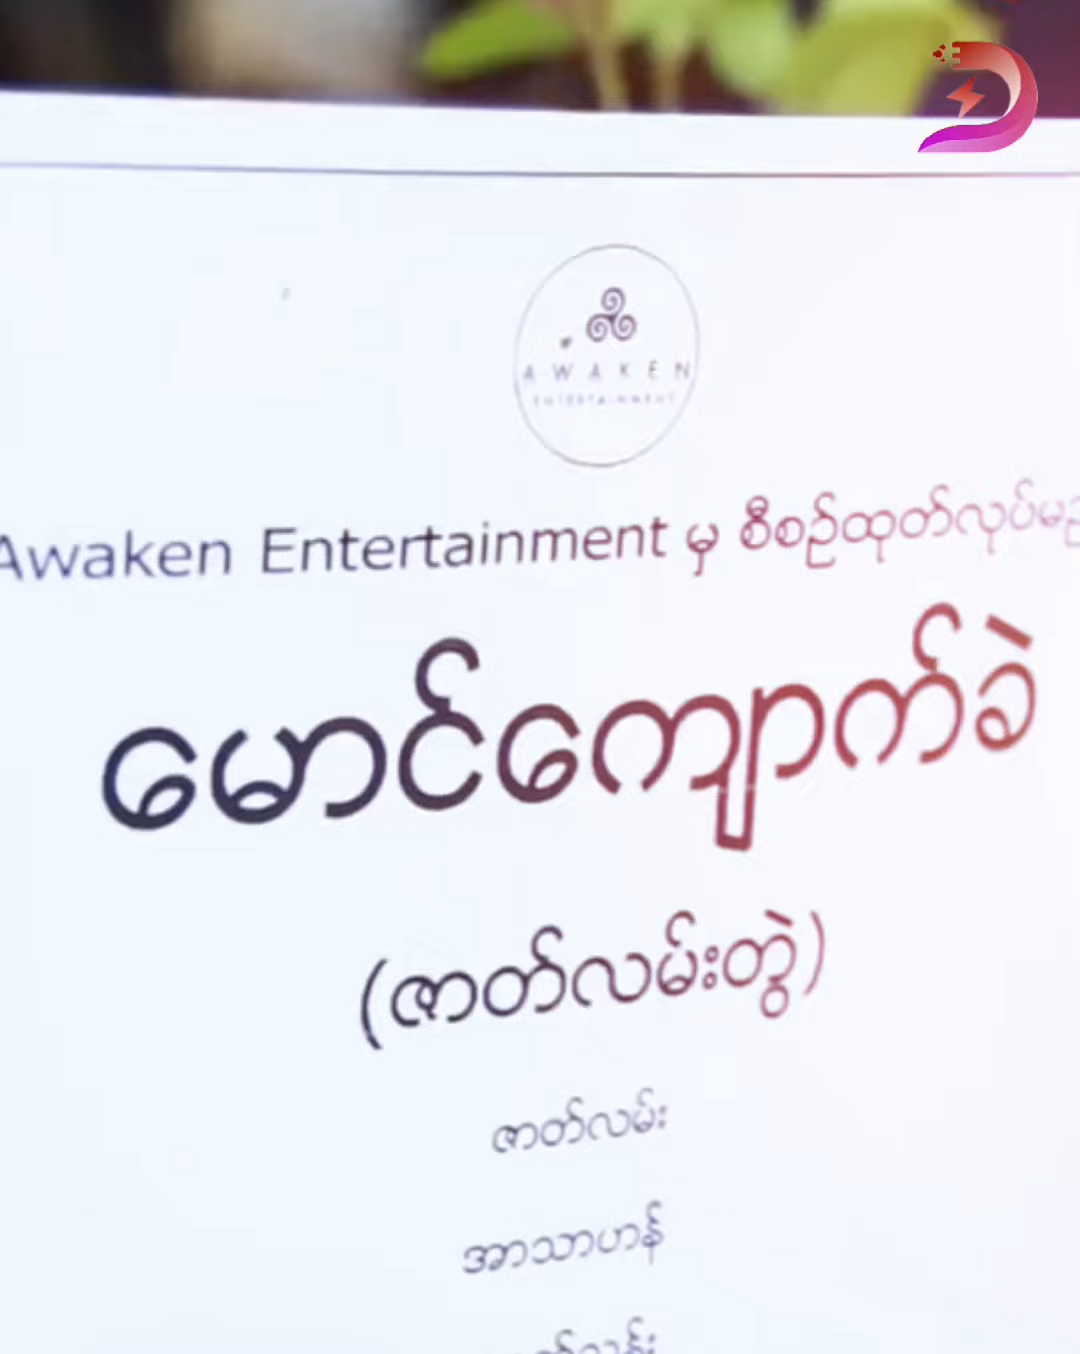 AWAKEN
ENTERTAINMENT
Awaken Entertainment မှ စီစဉ်ထုတ်လုပ်မည့်
မောင်ကျောက်ခဲ
(ဇာတ်လမ်းတွဲ)
ဇာတ်လမ်း
အာသာဟန်